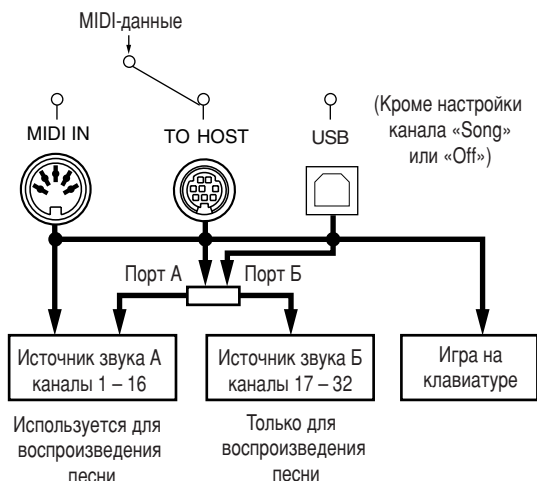 MIDI-данные
MIDI IN
TO HOST
USB
(Кроме настройки
канала «Song»
или «Off»)
Порт А
Порт Б
Источник звука А
каналы 1 – 16
Источник звука Б
каналы 17 – 32
Игра на
клавиатуре
Используется для
воспроизведения
песни
Только для
воспроизведения
песни